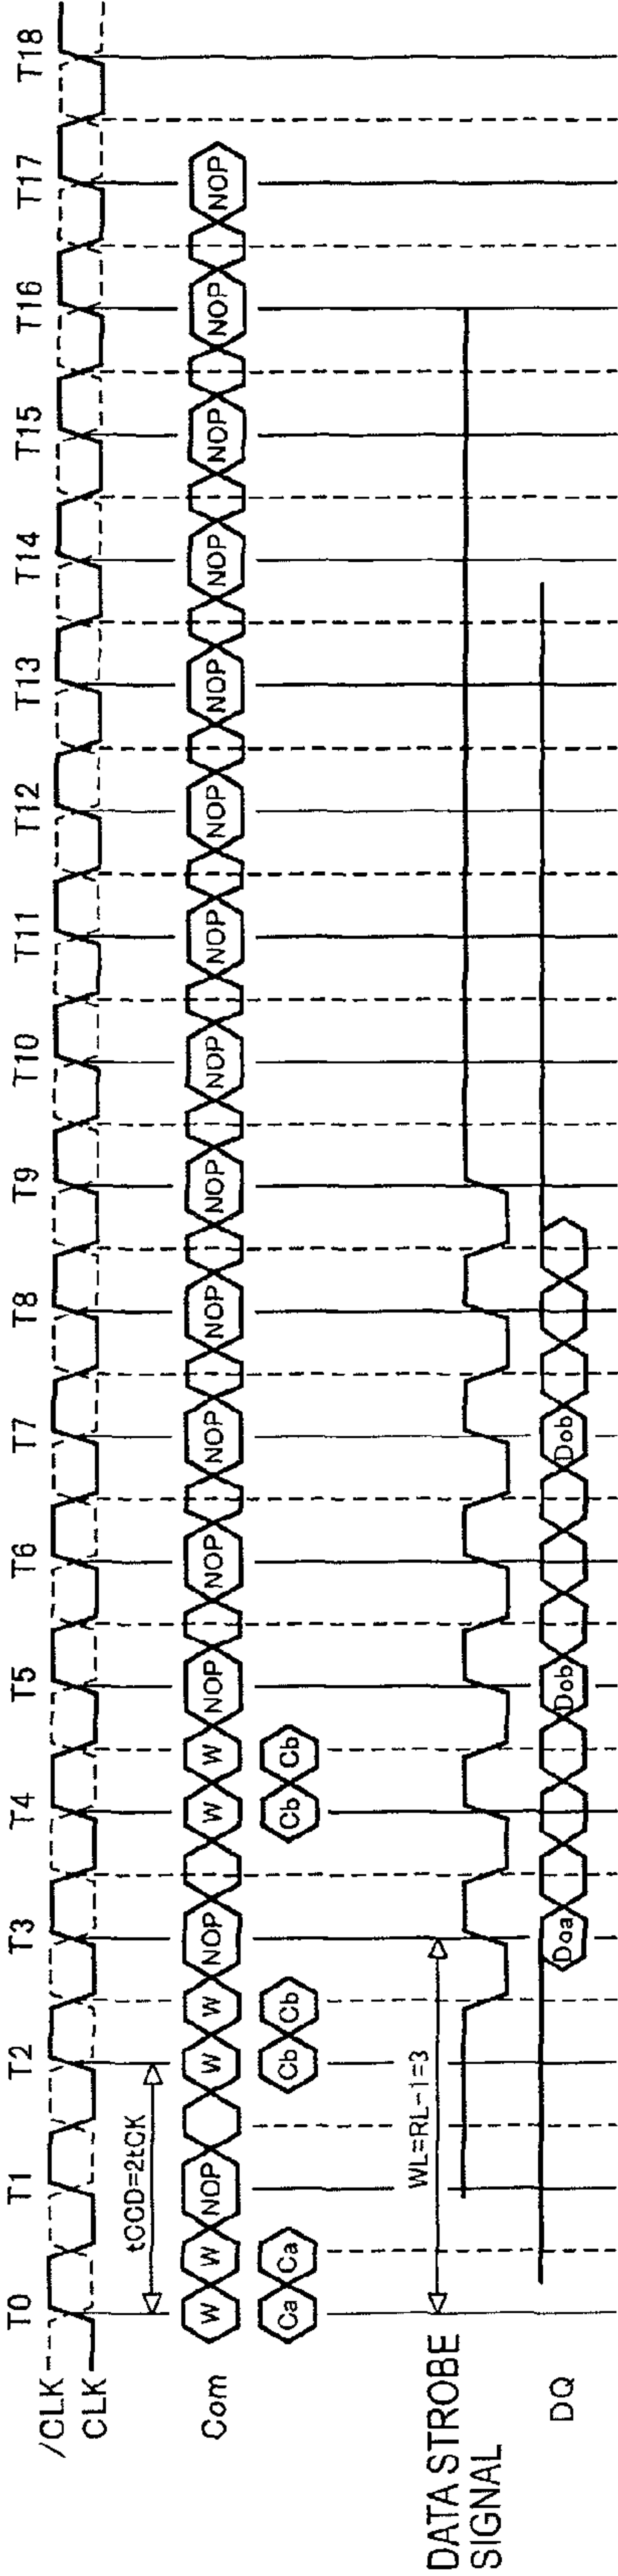 T0 T1 T2 T3 T4 T5 T6 T7 T8 T9 T10 T11 T12 T13 T14 T15 T16 T17 T18
/CLK
CLK
tCCD=2tCK
Com W W NOP W W NOP W W NOP NOP NOP NOP NOP NOP NOP NOP NOP NOP NOP NOP NOP
Ca Ca Cb Cb Cb Cb
WL=RL-1=3
DATA STROBE
SIGNAL
DQ Doa Dob Dob